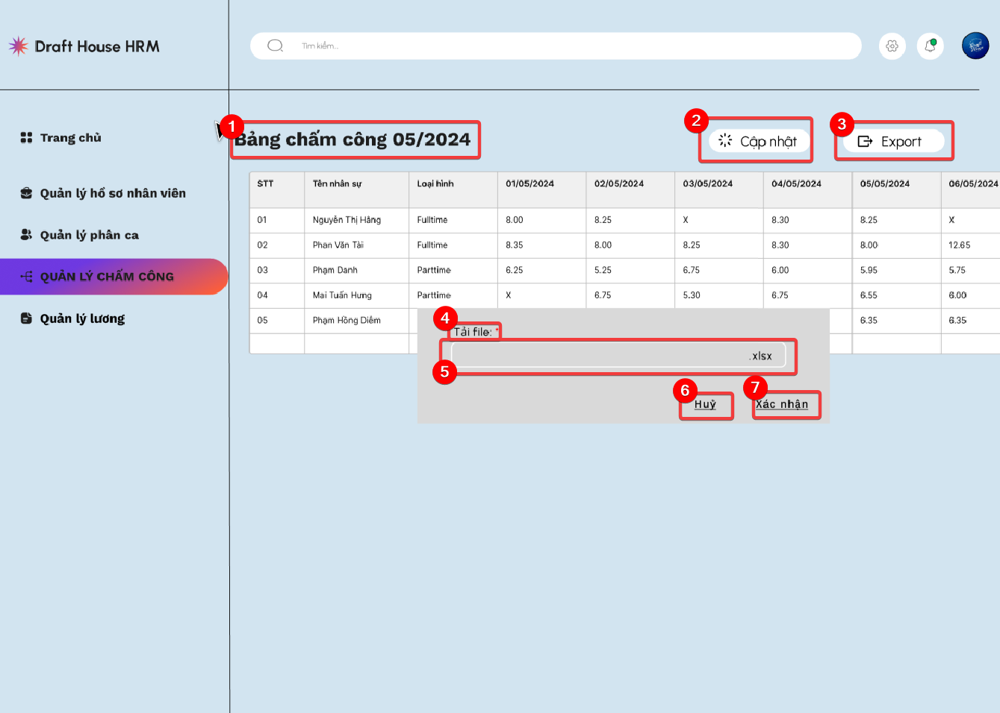 Draft House HRM
Tìm kiếm...
Trang chủ
Quản lý hồ sơ nhân viên
Quản lý phân ca
QUẢN LÝ CHẤM CÔNG
Quản lý lương
1
Bảng chấm công 05/2024
2
Cập nhật
3
Export
STT Tên nhân sự Loại hình 01/05/2024 02/05/2024 03/05/2024 04/05/2024 05/05/2024 06/05/2024
01 Nguyễn Thị Hằng Fulltime 8.00 8.25 X 8.30 8.25 X
02 Phan Văn Tài Fulltime 8.35 8.00 8.25 8.30 8.00 12.65
03 Phạm Danh Parttime 6.25 5.25 6.75 6.00 5.95 5.75
04 Mai Tuấn Hưng Parttime X 6.75 5.30 6.75 6.55 6.00
05 Phạm Hồng Diễm 6.35 6.35
4
Tải file: *
.xlsx
5
6
Huỷ
7
Xác nhận